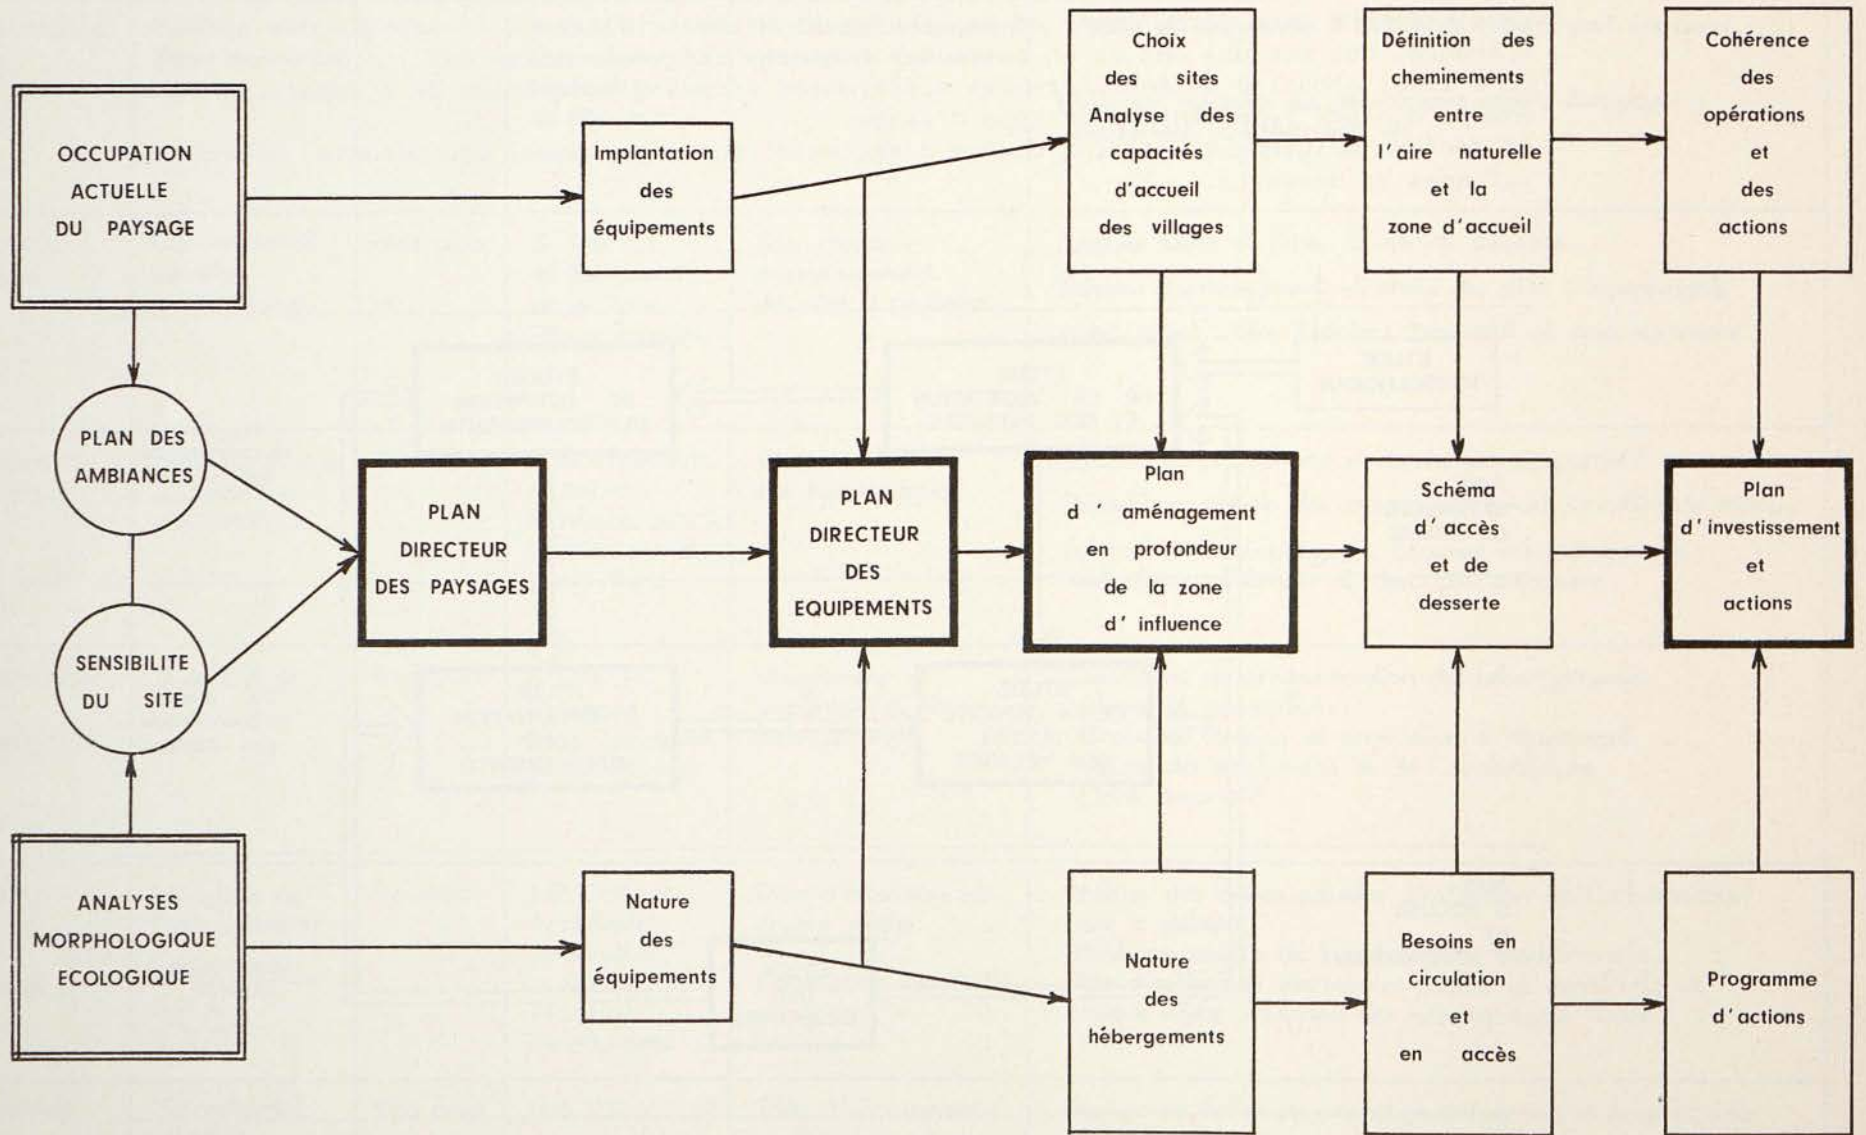 OCCUPATION
ACTUELLE
DU PAYSAGE
Implantation
des
équipements
Choix
des sites
Analyse des
capacités
d'accueil
des villages
Définition des
cheminements
entre
l'aire naturelle
et la
zone d'accueil
Cohérence
des
opérations
et
des
actions
PLAN DES
AMBIANCES
SENSIBILITE
DU SITE
PLAN
DIRECTEUR
DES PAYSAGES
PLAN
DIRECTEUR
DES
EQUIPEMENTS
Plan
d' aménagement
en profondeur
de la zone
d' influence
Schéma
d'accès
et de
desserte
Plan
d'investissement
et
actions
ANALYSES
MORPHOLOGIQUE
ECOLOGIQUE
Nature
des
équipements
Nature
des
hébergements
Besoins en
circulation
et
en accès
Programme
d'actions